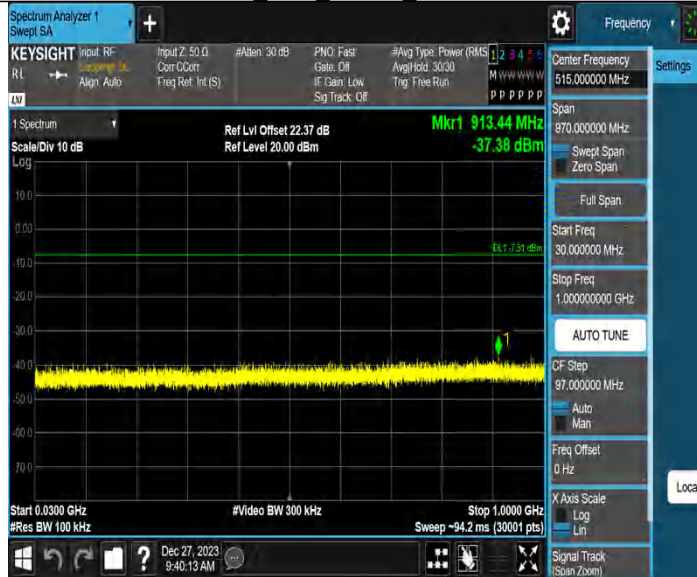 Spectrum Analyzer 1
Swept SA
+
Frequency
KEYSIGHT
RL
Input: RF
Align: Auto
Input Z: 50 Ω
Corr CCorr
Freq Ref: Int (S)
#Atten: 30 dB
PNO: Fast
Gate: Off
IF Gain: Low
Sig Track: Off
#Avg Type: Power (RMS
Avg|Hold: 30/30
Trig: Free Run
1 2 3 4 5 6
M W W W W W
P P P P P P
LXI
1 Spectrum
Scale/Div 10 dB
Log
Ref Lvl Offset 22.37 dB
Ref Level 20.00 dBm
Mkr1 913.44 MHz
-37.38 dBm
10.0
0.00
-10.0
-20.0
-30.0
-40.0
-50.0
-60.0
-70.0
DL1 -7.31 dBm
1
Start 0.0300 GHz
#Res BW 100 kHz
#Video BW 300 kHz
Stop 1.0000 GHz
Sweep ~94.2 ms (30001 pts)
Dec 27, 2023
9:40:13 AM
?
Center Frequency
515.000000 MHz
Settings
Span
970.000000 MHz
Swept Span
Zero Span
Full Span
Start Freq
30.000000 MHz
Stop Freq
1.000000000 GHz
AUTO TUNE
CF Step
97.000000 MHz
Auto
Man
Freq Offset
0 Hz
X Axis Scale
Log
Lin
Loca
Signal Track
(Span Zoom)